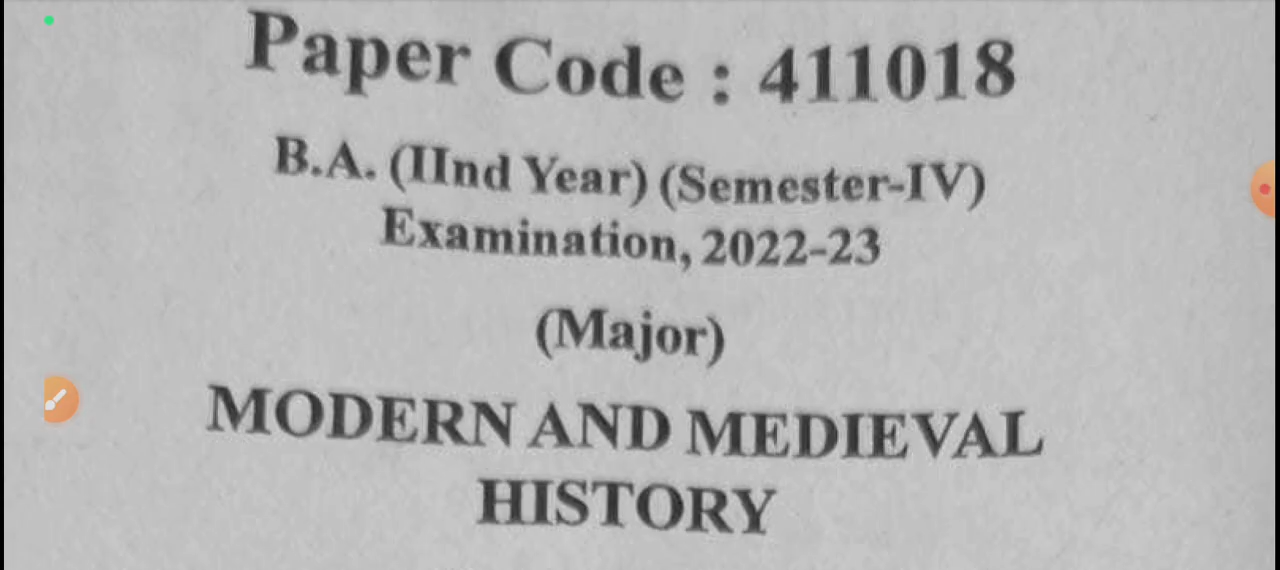 Paper Code : 411018
B.A. (IInd Year) (Semester-IV)
Examination, 2022-23
(Major)
MODERN AND MEDIEVAL
HISTORY